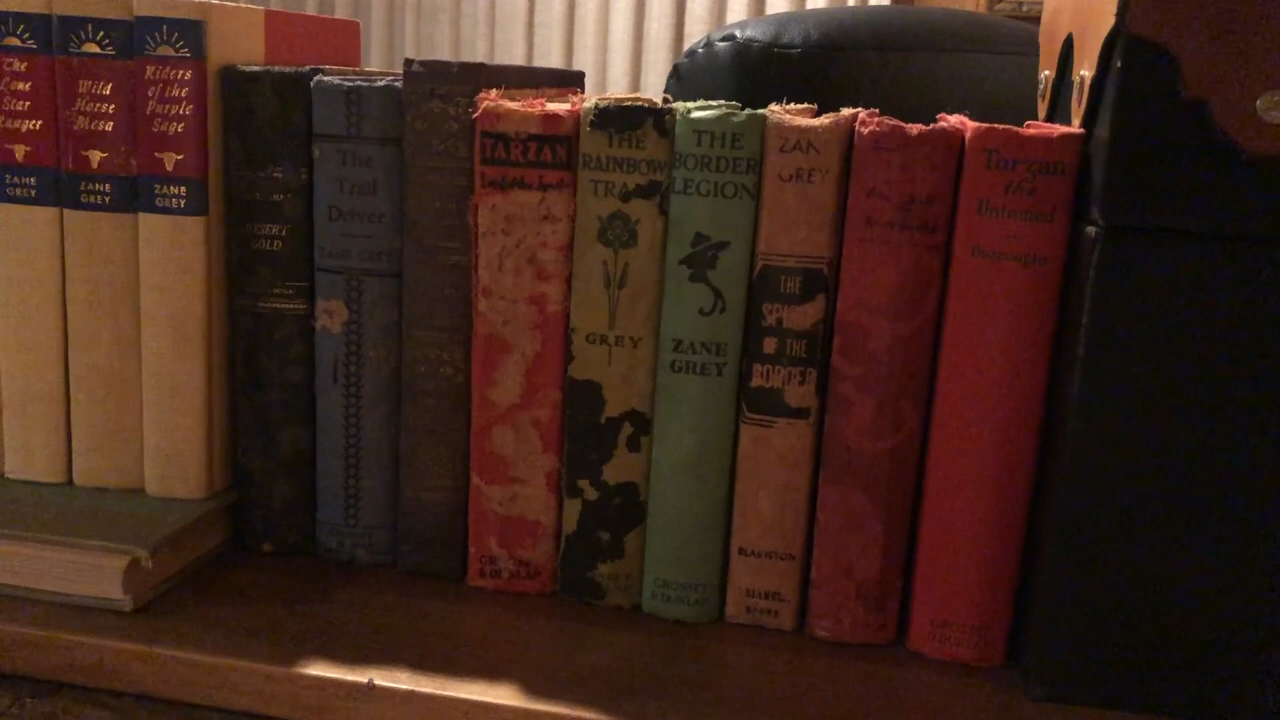 The
Lone
Star
Ranger
ZANE
GREY
Wild
Horse
Mesa
ZANE
GREY
Riders
of the
Purple
Sage
ZANE
GREY
DESERT
GOLD
The
Trail
Driver
ZANE GREY
TARZAN
GROSSET
& DUNLAP
THE
RAINBOW
TRAIL
GREY
THE
BORDER
LEGION
ZANE
GREY
GROSSET
& DUNLAP
ZAN
GREY
THE
SPIRIT
OF THE
BORDER
BLAKISTON
Tarzan
the
Untamed
Burroughs
GROSSET
& DUNLAP